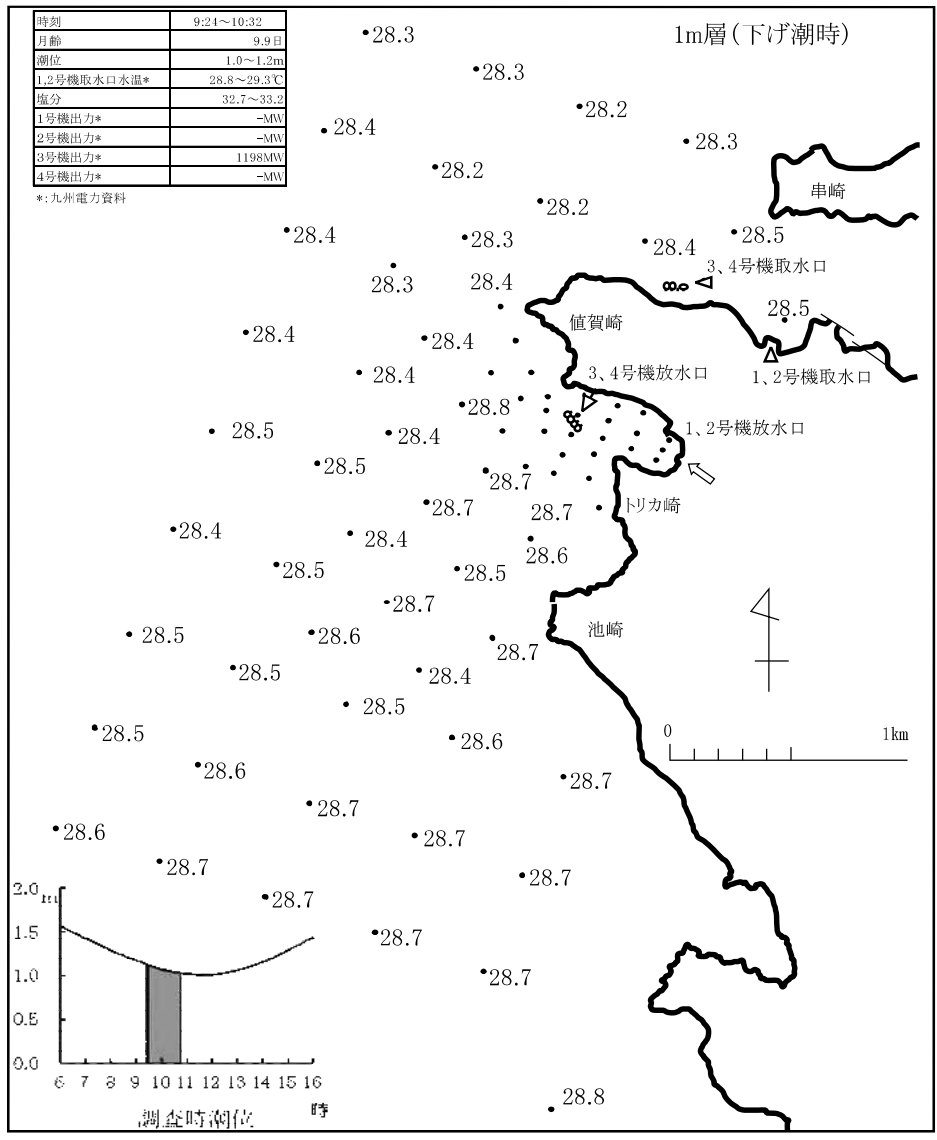 時刻 9:24～10:32
月齢 9.9日
潮位 1.0～1.2m
1,2号機取水口水温* 28.8～29.3℃
塩分 32.7～33.2
1号機出力* －MW
2号機出力* －MW
3号機出力* 1198MW
4号機出力* －MW
*:九州電力資料
1m層（下げ潮時）
28.3
28.3
28.2
28.4
28.3
28.2
串崎
28.2
28.4
28.3
28.4
28.5
3、4号機取水口
28.3
28.4
28.5
値賀崎
28.4
28.4
28.4
3、4号機放水口
1、2号機取水口
28.8
28.5
28.4
1、2号機放水口
28.5
28.7
28.7
28.7
トリカ崎
28.4
28.4
28.6
28.5
28.5
28.7
28.5
28.6
28.7
池崎
28.5
28.4
28.5
28.5
28.6
0
1km
28.6
28.7
28.7
28.6
28.7
28.7
28.7
28.7
28.7
28.7
28.8
2.0
m
1.5
1.0
0.5
0.0
6 7 8 9 10 11 12 13 14 15 16
時
調査時潮位